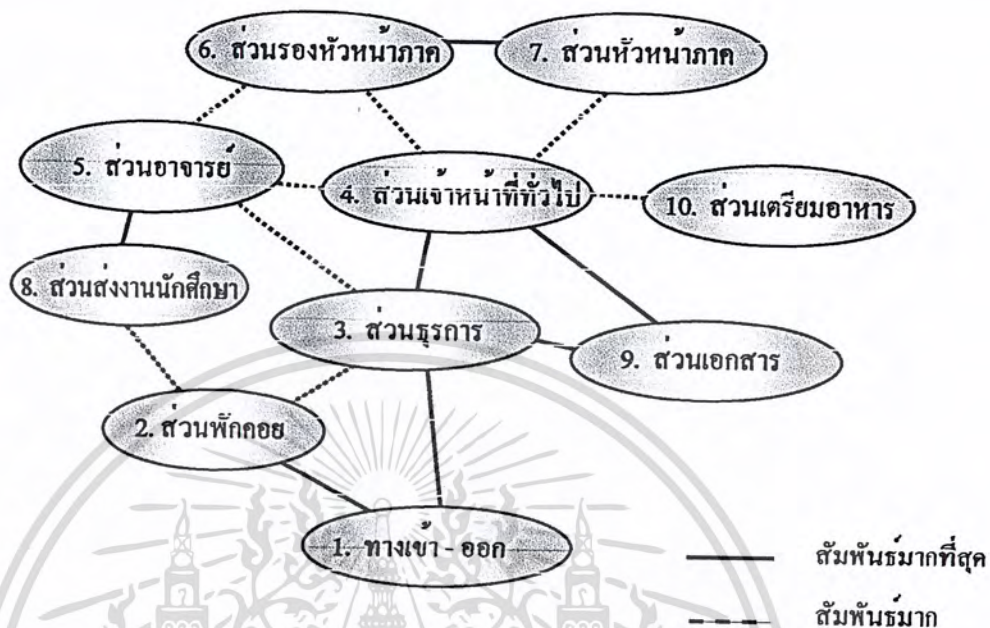 6. ส่วนรองหัวหน้าภาค
7. ส่วนหัวหน้าภาค
5. ส่วนอาจารย์
4. ส่วนเจ้าหน้าที่ทั่วไป
10. ส่วนเตรียมอาหาร
8. ส่วนส่งงานนักศึกษา
3. ส่วนธุรการ
9. ส่วนเอกสาร
2. ส่วนพักคอย
1. ทางเข้า - ออก
สัมพันธ์มากที่สุด
สัมพันธ์มาก